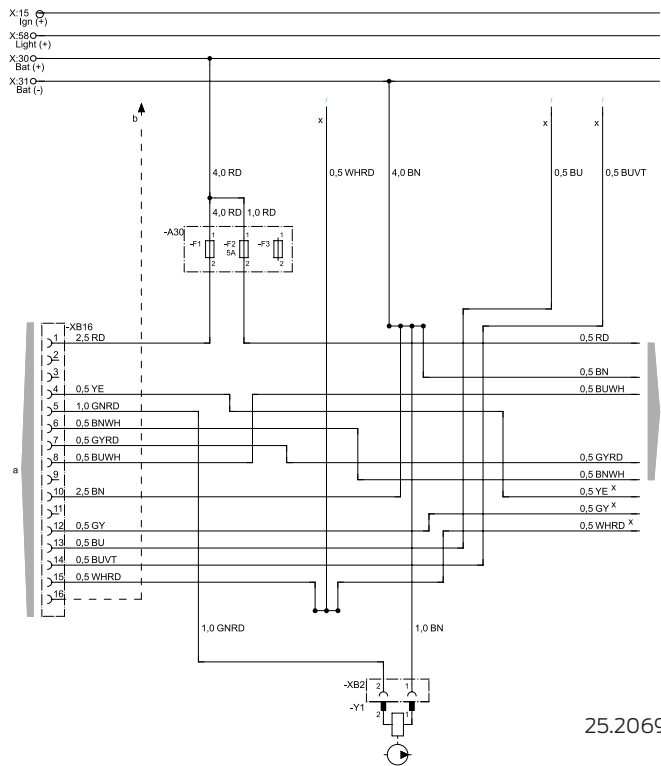 X:15
Ign (+)
X:58
Light (+)
X:30
Bat (+)
X:31
Bat (-)
b
x
x
x
4,0 RD
0,5 WHRD
4,0 BN
0,5 BU
0,5 BUVT
4,0 RD
1,0 RD
-A30
1
1
1
-F1
-F2
5A
-F3
2
2
2
-XB16
1
2,5 RD
0,5 RD
2
3
0,5 BN
4
0,5 YE
0,5 BUWH
5
1,0 GNRD
6
0,5 BNWH
7
0,5 GYRD
8
0,5 BUWH
0,5 GYRD
a
9
0,5 BNWH
10
2,5 BN
0,5 YE x
11
0,5 GY x
12
0,5 GY
0,5 WHRD x
13
0,5 BU
14
0,5 BUVT
15
0,5 WHRD
16
1,0 GNRD
1,0 BN
-XB2
2
1
-Y1
2
1
25.2069